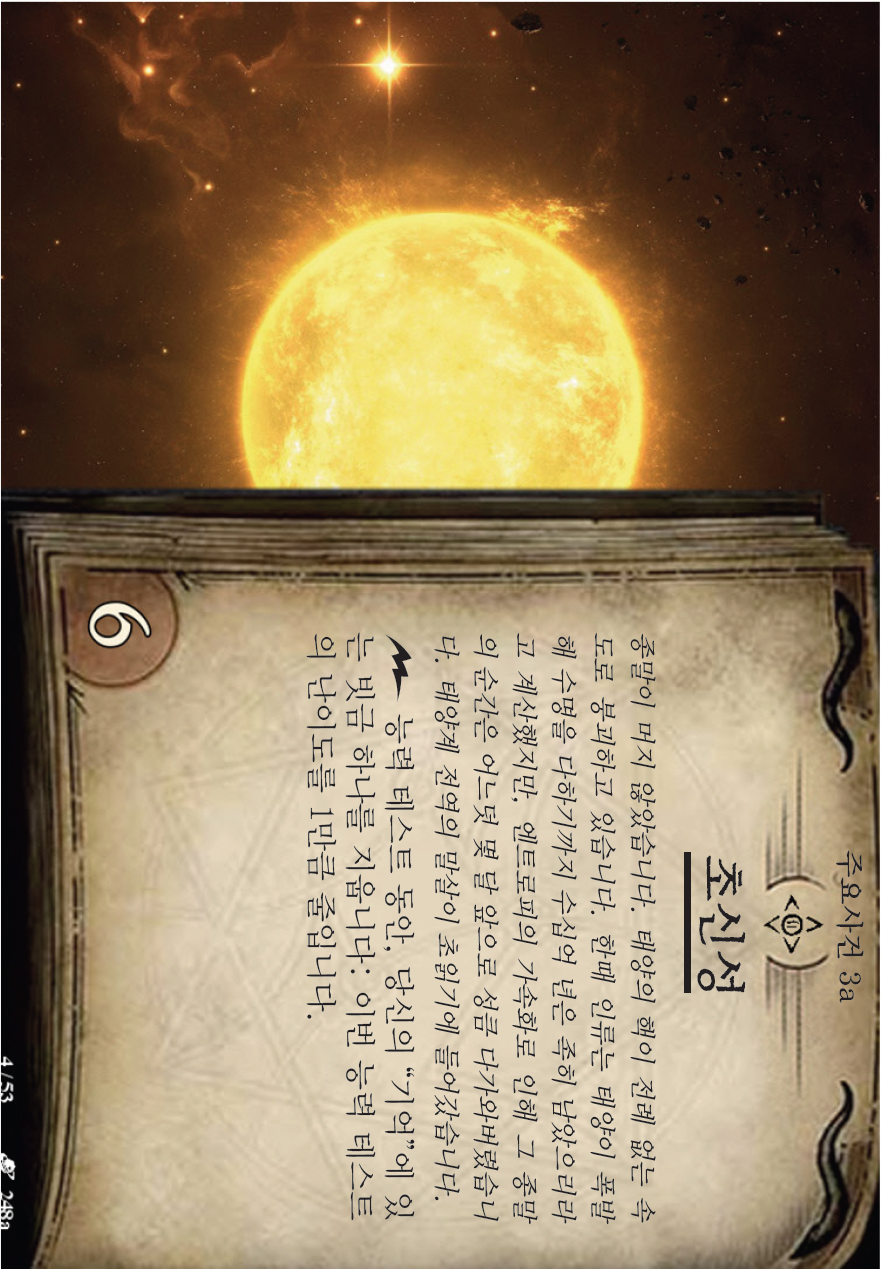 주요사건 3a
초신성
종말이 머지 않았습니다. 태양의 핵이 전례 없는 속
도로 붕괴하고 있습니다. 한때 인류는 태양이 폭발
해 수명을 다하기까지 수십억 년은 족히 남았으리라
고 계산했지만, 엔트로피의 가속화로 인해 그 종말
의 순간은 어느덧 몇 달 앞으로 성큼 다가와버렸습니
다. 태양계 전역의 말살이 초읽기에 들어갔습니다.
능력 테스트 동안, 당신의 “기억”에 있
는 빗금 하나를 지웁니다: 이번 능력 테스트
의 난이도를 1만큼 줄입니다.
6
4 / 53 248a